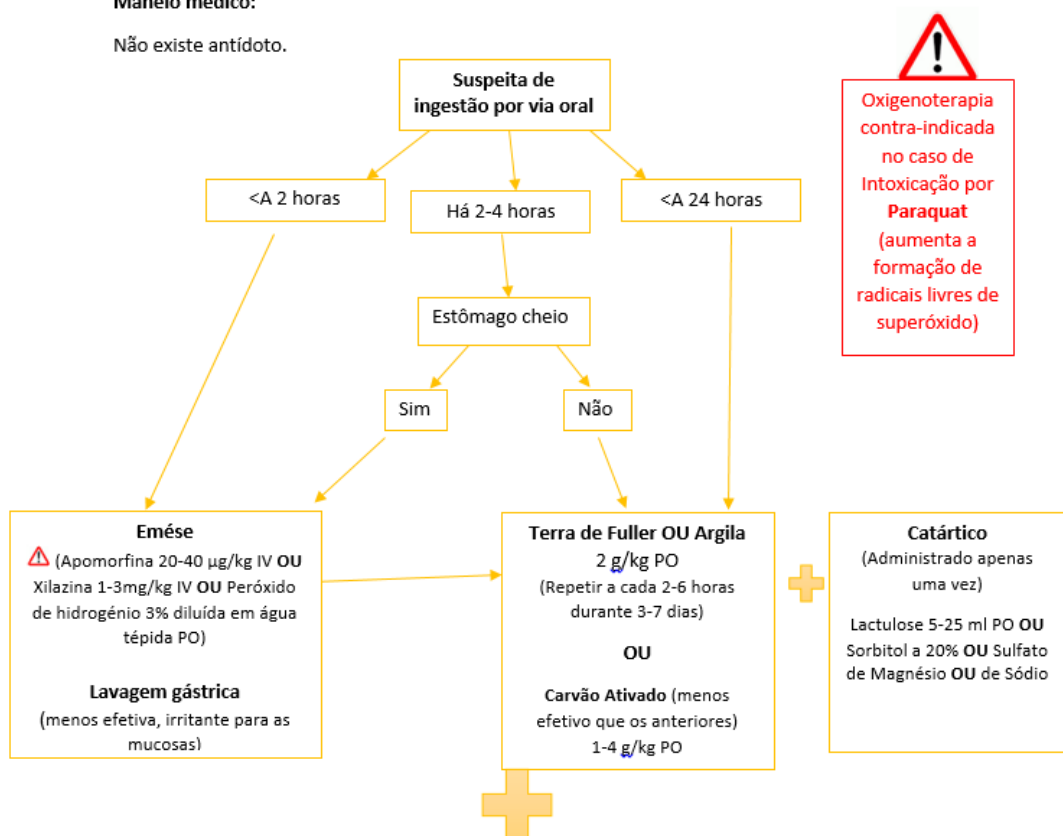 Maneio médico:
Não existe antídoto.
Suspeita de
ingestão por via oral
Oxigenoterapia
contra-indicada
no caso de
Intoxicação por
Paraquat
(aumenta a
formação de
radicais livres de
superóxido)
<A 2 horas
Há 2-4 horas
<A 24 horas
Estômago cheio
Sim
Não
Emése
(Apomorfina 20-40 µg/kg IV OU
Xilazina 1-3mg/kg IV OU Peróxido
de hidrogénio 3% diluída em água
tépida PO)
Lavagem gástrica
(menos efetiva, irritante para as
mucosas)
Terra de Fuller OU Argila
2 g/kg PO
(Repetir a cada 2-6 horas
durante 3-7 dias)
OU
Carvão Ativado (menos
efetivo que os anteriores)
1-4 g/kg PO
Catártico
(Administrado apenas
uma vez)
Lactulose 5-25 ml PO OU
Sorbitol a 20% OU Sulfato
de Magnésio OU de Sódio